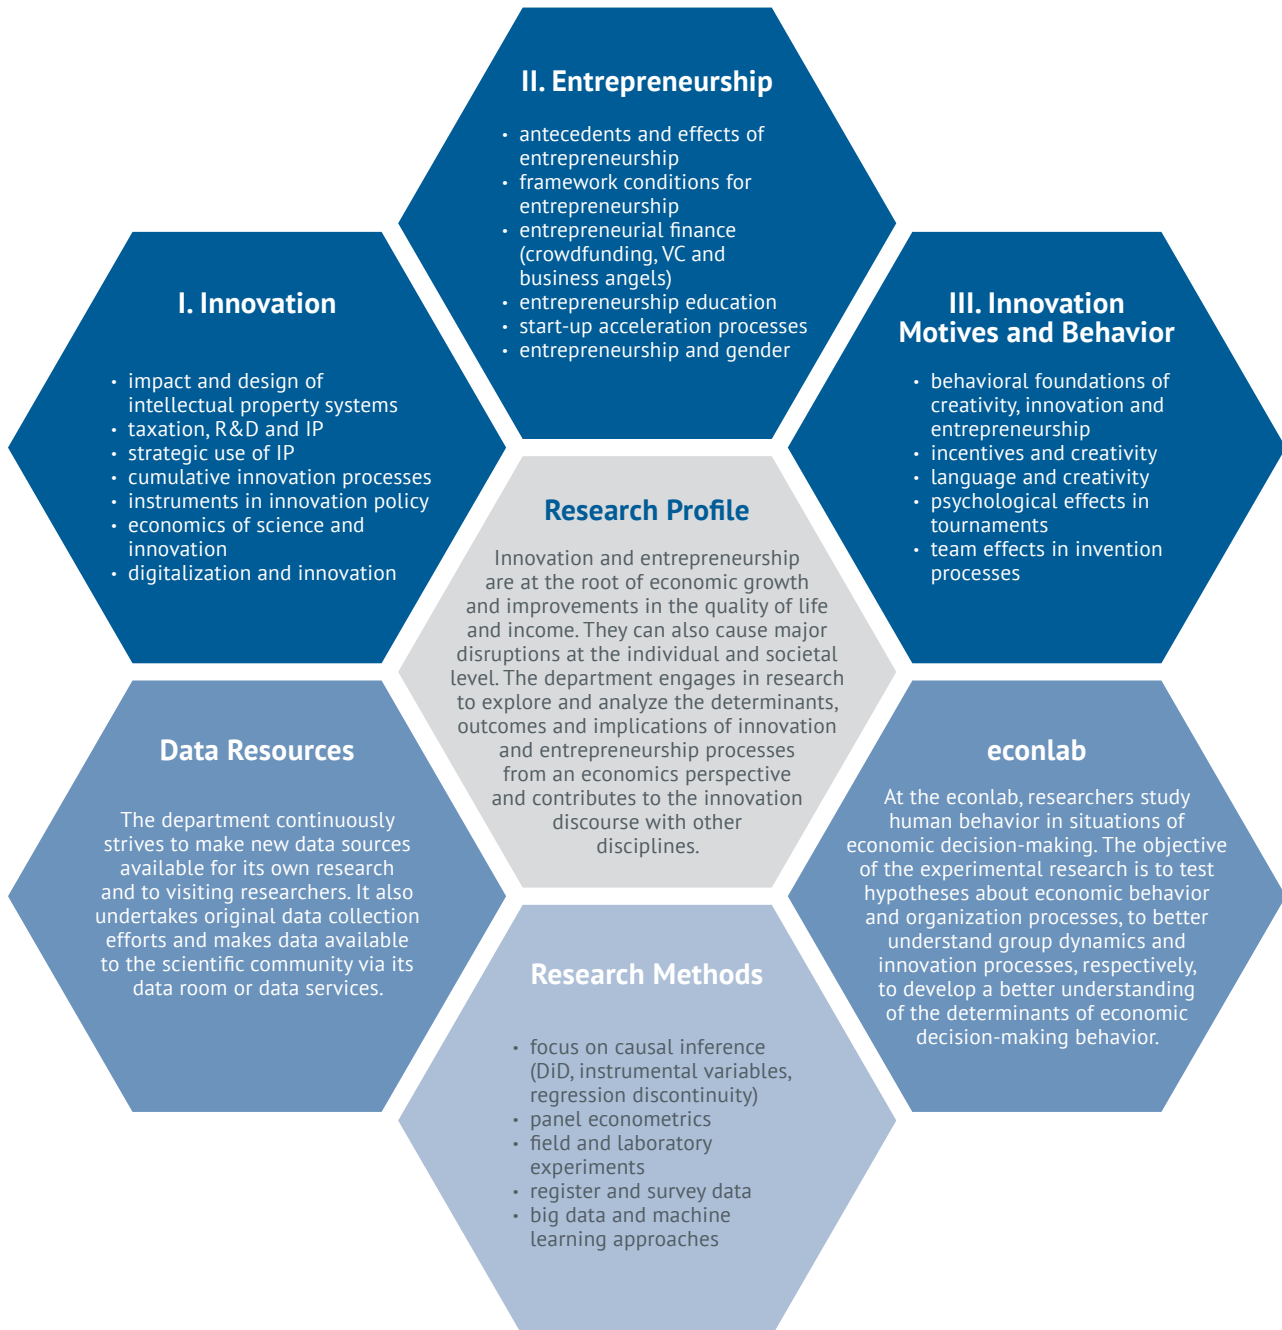 II. Entrepreneurship
• antecedents and effects of
entrepreneurship
• framework conditions for
entrepreneurship
• entrepreneurial finance
(crowdfunding, VC and
business angels)
• entrepreneurship education
• start-up acceleration processes
• entrepreneurship and gender
I. Innovation
• impact and design of
intellectual property systems
• taxation, R&D and IP
• strategic use of IP
• cumulative innovation processes
• instruments in innovation policy
• economics of science and
innovation
• digitalization and innovation
III. Innovation
Motives and Behavior
• behavioral foundations of
creativity, innovation and
entrepreneurship
• incentives and creativity
• language and creativity
• psychological effects in
tournaments
• team effects in invention
processes
Research Profile
Innovation and entrepreneurship
are at the root of economic growth
and improvements in the quality of life
and income. They can also cause major
disruptions at the individual and societal
level. The department engages in research
to explore and analyze the determinants,
outcomes and implications of innovation
and entrepreneurship processes
from an economics perspective
and contributes to the innovation
discourse with other
disciplines.
Data Resources
The department continuously
strives to make new data sources
available for its own research
and to visiting researchers. It also
undertakes original data collection
efforts and makes data available
to the scientific community via its
data room or data services.
econlab
At the econlab, researchers study
human behavior in situations of
economic decision-making. The objective
of the experimental research is to test
hypotheses about economic behavior
and organization processes, to better
understand group dynamics and
innovation processes, respectively,
to develop a better understanding
of the determinants of economic
decision-making behavior.
Research Methods
• focus on causal inference
(DiD, instrumental variables,
regression discontinuity)
• panel econometrics
• field and laboratory
experiments
• register and survey data
• big data and machine
learning approaches